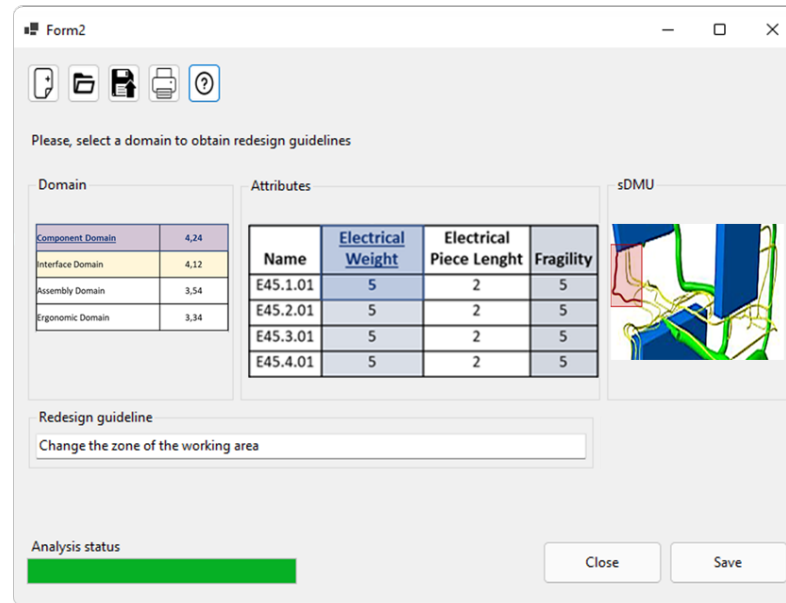 Form2
Please, select a domain to obtain redesign guidelines
Domain
Component Domain 4,24
Interface Domain 4,12
Assembly Domain 3,54
Ergonomic Domain 3,34
Attributes
Name Electrical Weight Electrical Piece Lenght Fragility
E45.1.01 5 2 5
E45.2.01 5 2 5
E45.3.01 5 2 5
E45.4.01 5 2 5
sDMU
Redesign guideline
Change the zone of the working area
Analysis status
Close Save